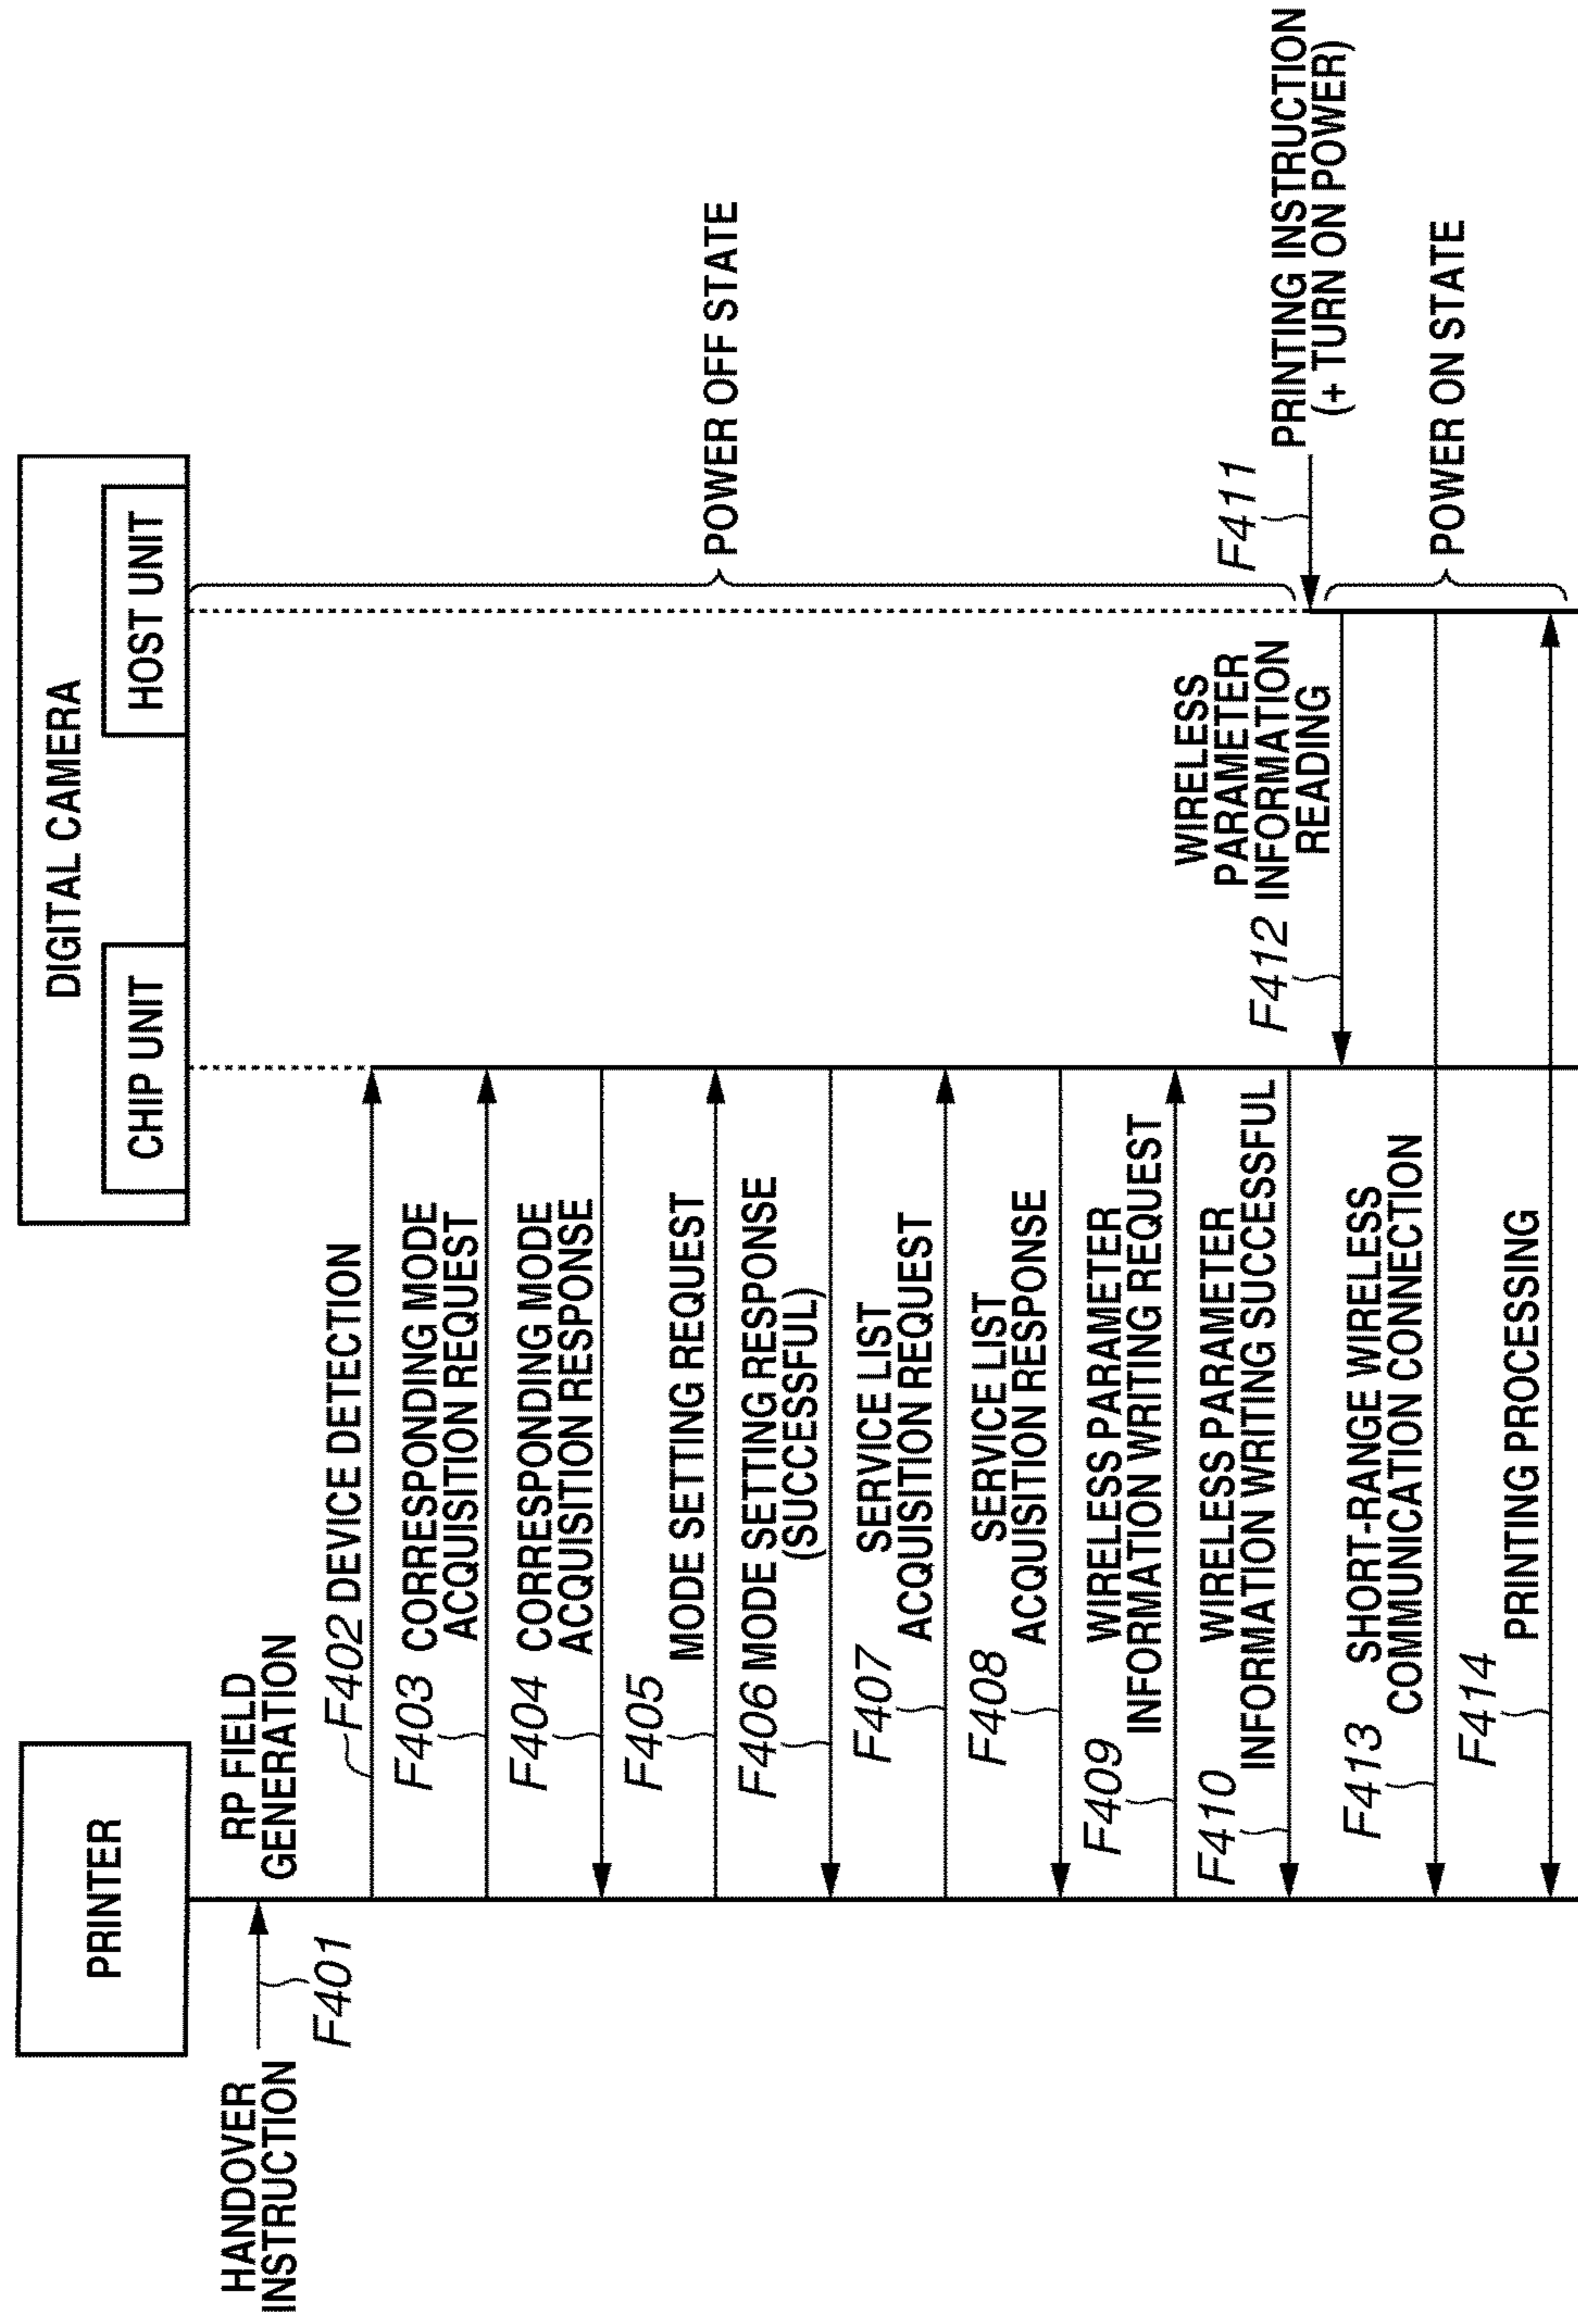 PRINTER
DIGITAL CAMERA
CHIP UNIT
HOST UNIT
HANDOVER
INSTRUCTION
F401
RP FIELD
GENERATION
F402 DEVICE DETECTION
F403 CORRESPONDING MODE
ACQUISITION REQUEST
F404 CORRESPONDING MODE
ACQUISITION RESPONSE
F405
MODE SETTING REQUEST
F406 MODE SETTING RESPONSE
(SUCCESSFUL)
F407
SERVICE LIST
ACQUISITION REQUEST
F408
SERVICE LIST
ACQUISITION RESPONSE
F409
WIRELESS PARAMETER
INFORMATION WRITING REQUEST
F410
WIRELESS PARAMETER
INFORMATION WRITING SUCCESSFUL
POWER OFF STATE
F411
PRINTING INSTRUCTION
(+ TURN ON POWER)
WIRELESS
PARAMETER
F412 INFORMATION
READING
F413
SHORT-RANGE WIRELESS
COMMUNICATION CONNECTION
POWER ON STATE
F414
PRINTING PROCESSING